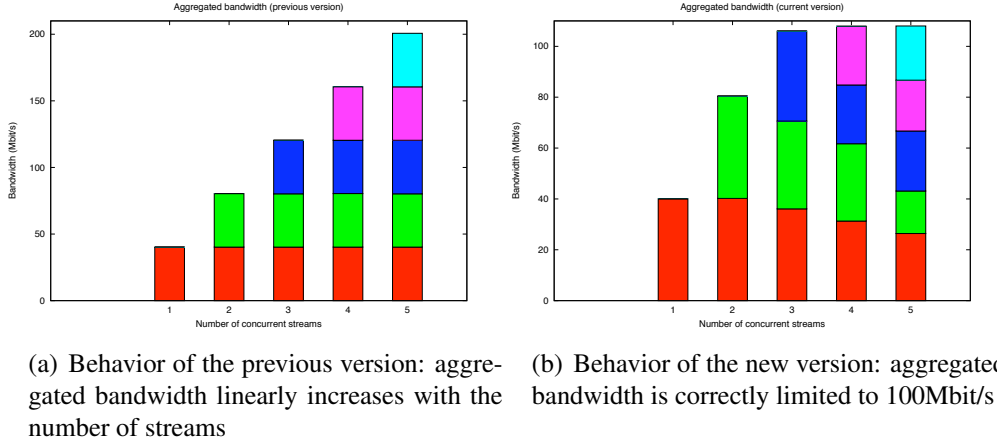 Aggregated bandwidth (previous version)
200
150
100
50
0
Bandwidth (Mbit/s)
1 2 3 4 5
Number of concurrent streams
(a) Behavior of the previous version: aggre-
gated bandwidth linearly increases with the
number of streams
Aggregated bandwidth (current version)
100
80
60
40
20
0
Bandwidth (Mbit/s)
1 2 3 4 5
Number of concurrent streams
(b) Behavior of the new version: aggregated
bandwidth is correctly limited to 100Mbit/s